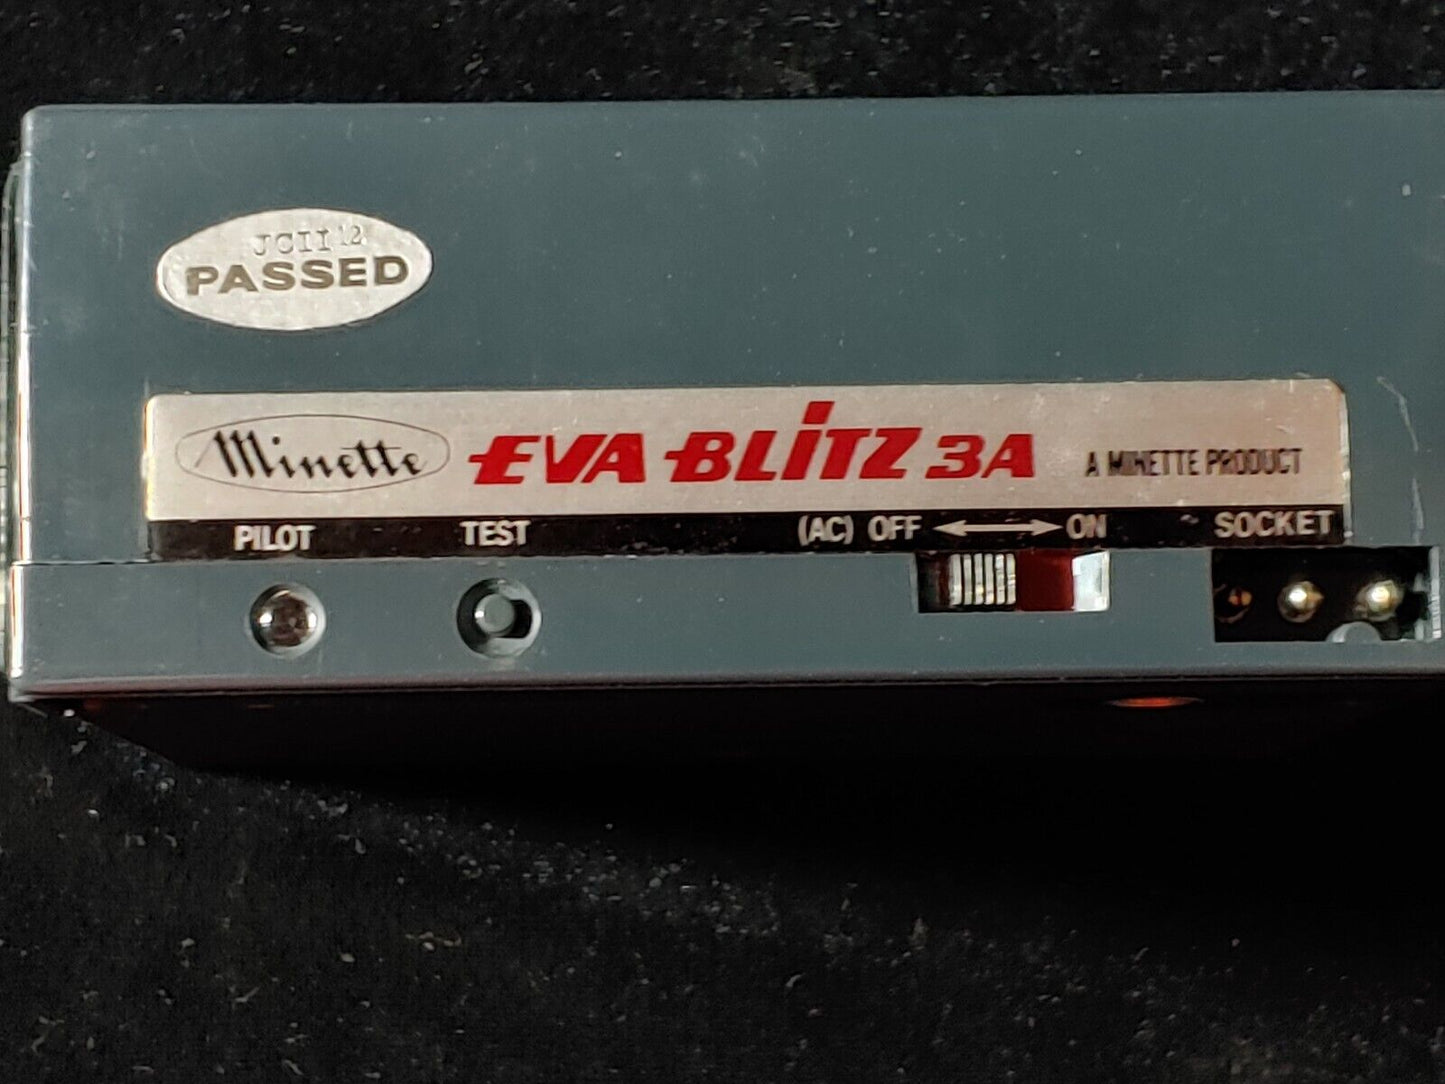 JCII 12
PASSED
Minette EVA BLiTZ 3A A MINETTE PRODUCT
PILOT TEST (AC) OFF ON SOCKET